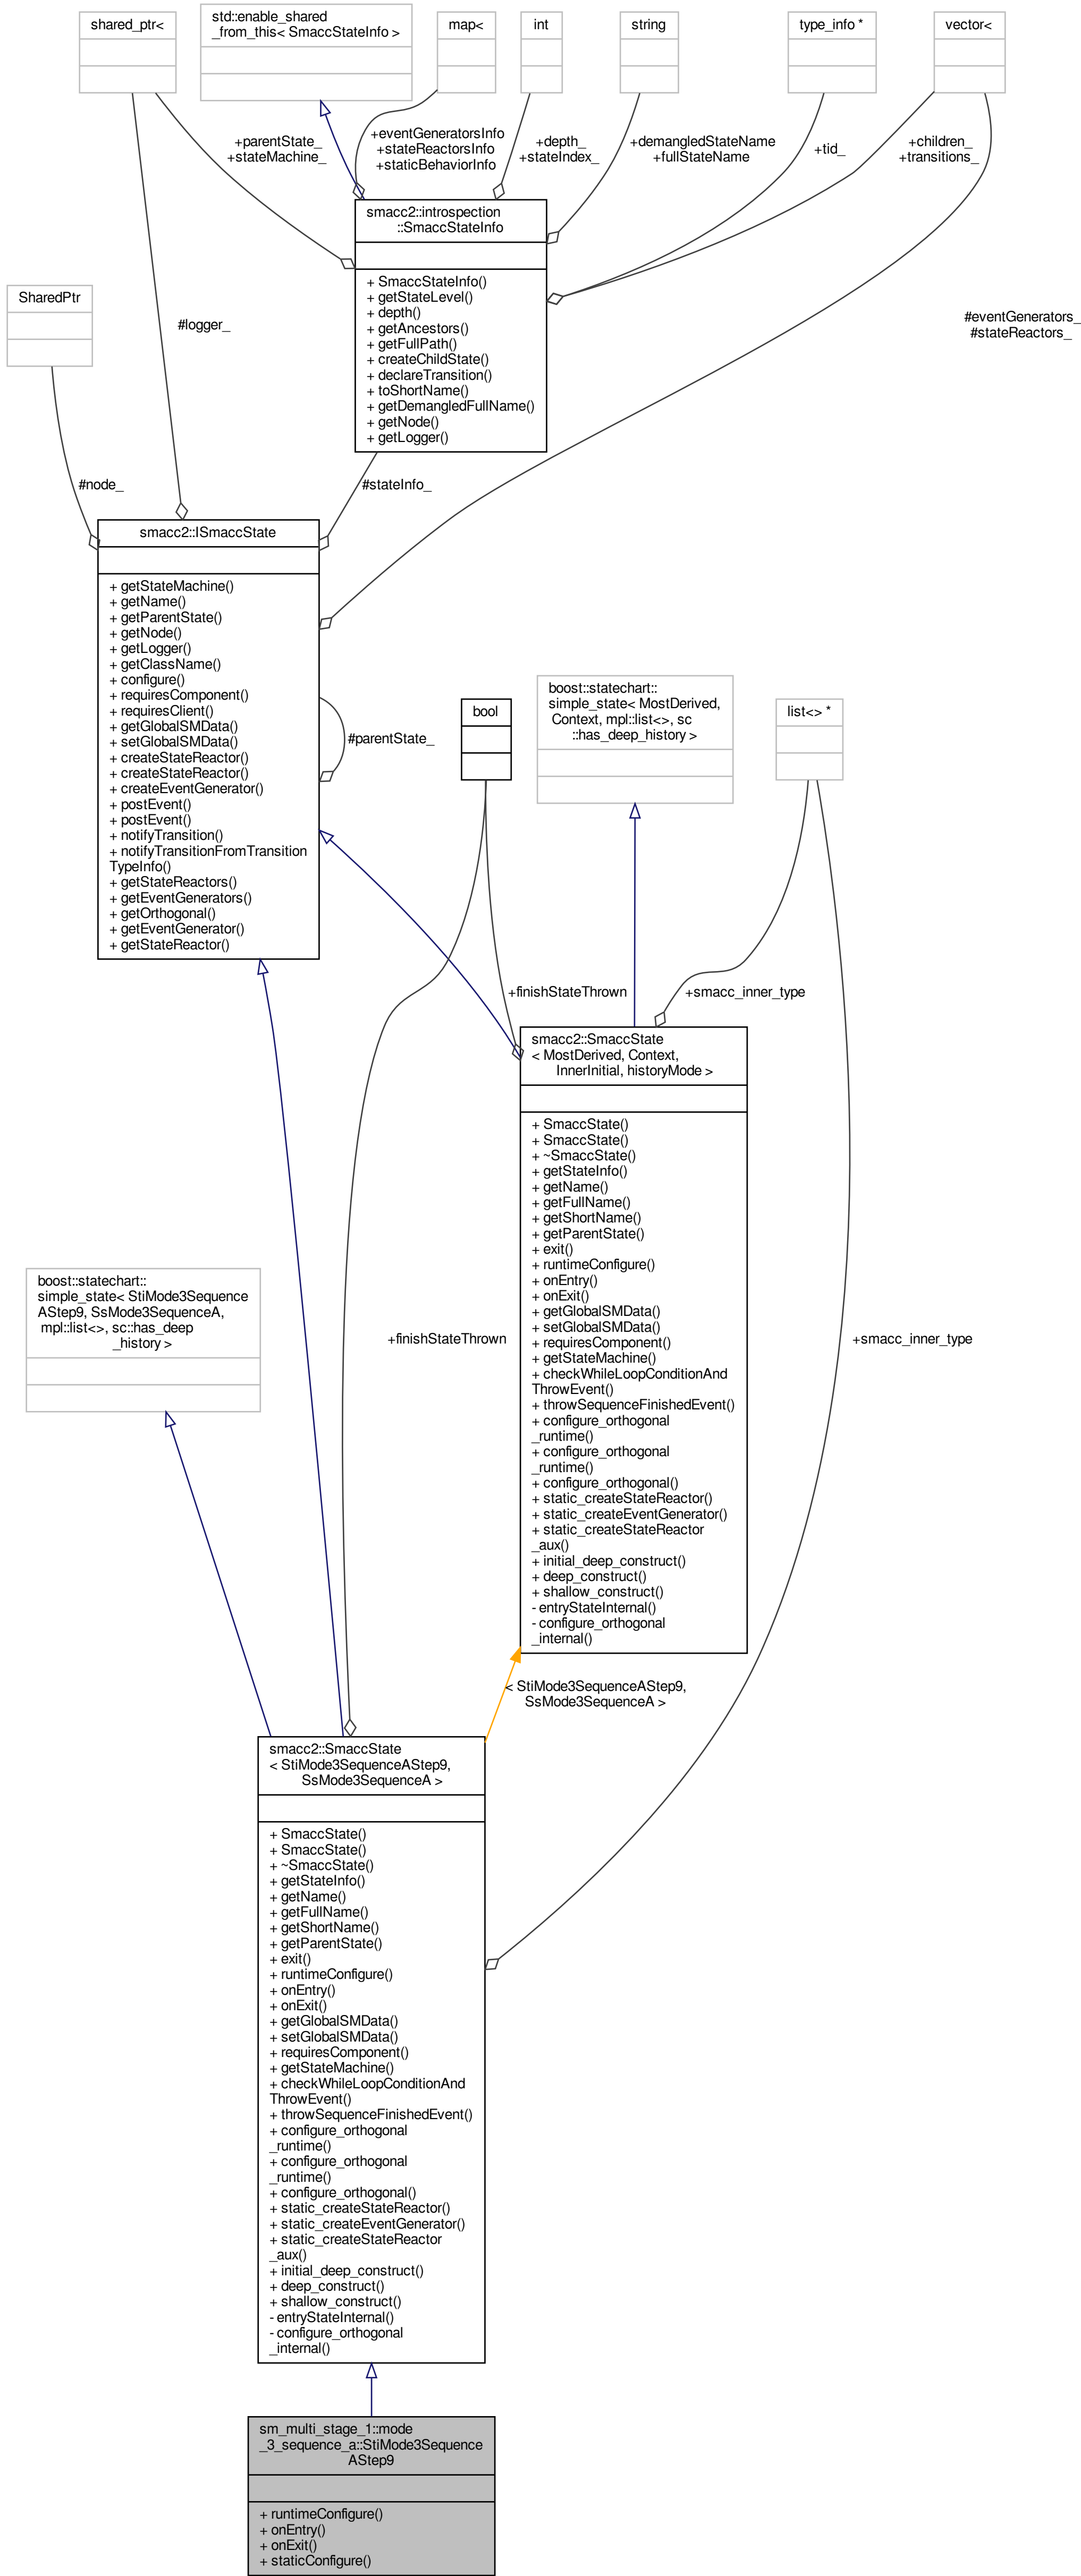 shared_ptr<
std::enable_shared
_from_this< SmaccStateInfo >
map<
int
string
type_info *
vector<
+parentState_
+stateMachine_
+eventGeneratorsInfo
+stateReactorsInfo
+staticBehaviorInfo
+depth_
+stateIndex_
+demangledStateName
+fullStateName
+tid_
+children_
+transitions_
smacc2::introspection
::SmaccStateInfo
+ SmaccStateInfo()
+ getStateLevel()
+ depth()
+ getAncestors()
+ getFullPath()
+ createChildState()
+ declareTransition()
+ toShortName()
+ getDemangledFullName()
+ getNode()
+ getLogger()
SharedPtr
#logger_
#eventGenerators_
#stateReactors_
#node_
#stateInfo_
smacc2::ISmaccState
+ getStateMachine()
+ getName()
+ getParentState()
+ getNode()
+ getLogger()
+ getClassName()
+ configure()
+ requiresComponent()
+ requiresClient()
+ getGlobalSMData()
+ setGlobalSMData()
+ createStateReactor()
+ createStateReactor()
+ createEventGenerator()
+ postEvent()
+ postEvent()
+ notifyTransition()
+ notifyTransitionFromTransition
TypeInfo()
+ getStateReactors()
+ getEventGenerators()
+ getOrthogonal()
+ getEventGenerator()
+ getStateReactor()
#parentState_
bool
boost::statechart::
simple_state< MostDerived,
Context, mpl::list<>, sc
::has_deep_history >
list<> *
+finishStateThrown
+smacc_inner_type
smacc2::SmaccState
< MostDerived, Context,
InnerInitial, historyMode >
+ SmaccState()
+ SmaccState()
+ ~SmaccState()
+ getStateInfo()
+ getName()
+ getFullName()
+ getShortName()
+ getParentState()
+ exit()
+ runtimeConfigure()
+ onEntry()
+ onExit()
+ getGlobalSMData()
+ setGlobalSMData()
+ requiresComponent()
+ getStateMachine()
+ checkWhileLoopConditionAnd
ThrowEvent()
+ throwSequenceFinishedEvent()
+ configure_orthogonal
_runtime()
+ configure_orthogonal
_runtime()
+ configure_orthogonal()
+ static_createStateReactor()
+ static_createEventGenerator()
+ static_createStateReactor
_aux()
+ initial_deep_construct()
+ deep_construct()
+ shallow_construct()
- entryStateInternal()
- configure_orthogonal
_internal()
boost::statechart::
simple_state< StiMode3Sequence
AStep9, SsMode3SequenceA,
mpl::list<>, sc::has_deep
_history >
+finishStateThrown
+smacc_inner_type
< StiMode3SequenceAStep9,
SsMode3SequenceA >
smacc2::SmaccState
< StiMode3SequenceAStep9,
SsMode3SequenceA >
+ SmaccState()
+ SmaccState()
+ ~SmaccState()
+ getStateInfo()
+ getName()
+ getFullName()
+ getShortName()
+ getParentState()
+ exit()
+ runtimeConfigure()
+ onEntry()
+ onExit()
+ getGlobalSMData()
+ setGlobalSMData()
+ requiresComponent()
+ getStateMachine()
+ checkWhileLoopConditionAnd
ThrowEvent()
+ throwSequenceFinishedEvent()
+ configure_orthogonal
_runtime()
+ configure_orthogonal
_runtime()
+ configure_orthogonal()
+ static_createStateReactor()
+ static_createEventGenerator()
+ static_createStateReactor
_aux()
+ initial_deep_construct()
+ deep_construct()
+ shallow_construct()
- entryStateInternal()
- configure_orthogonal
_internal()
sm_multi_stage_1::mode
_3_sequence_a::StiMode3Sequence
AStep9
+ runtimeConfigure()
+ onEntry()
+ onExit()
+ staticConfigure()